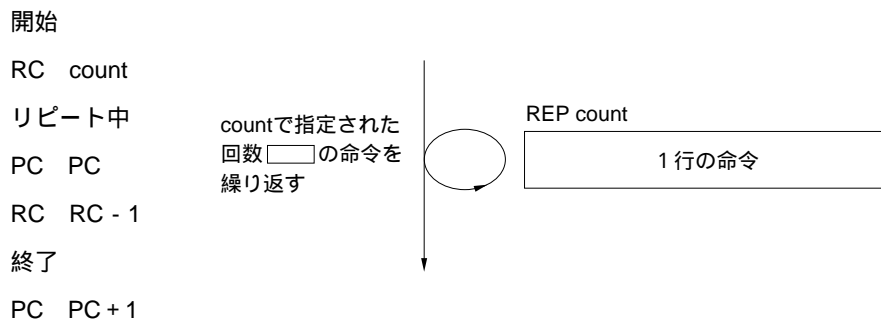 開始
RC count
リピート中
PC PC
RC RC - 1
終了
PC PC + 1
countで指定された
回数 の命令を
繰り返す
REP count
1 行の命令